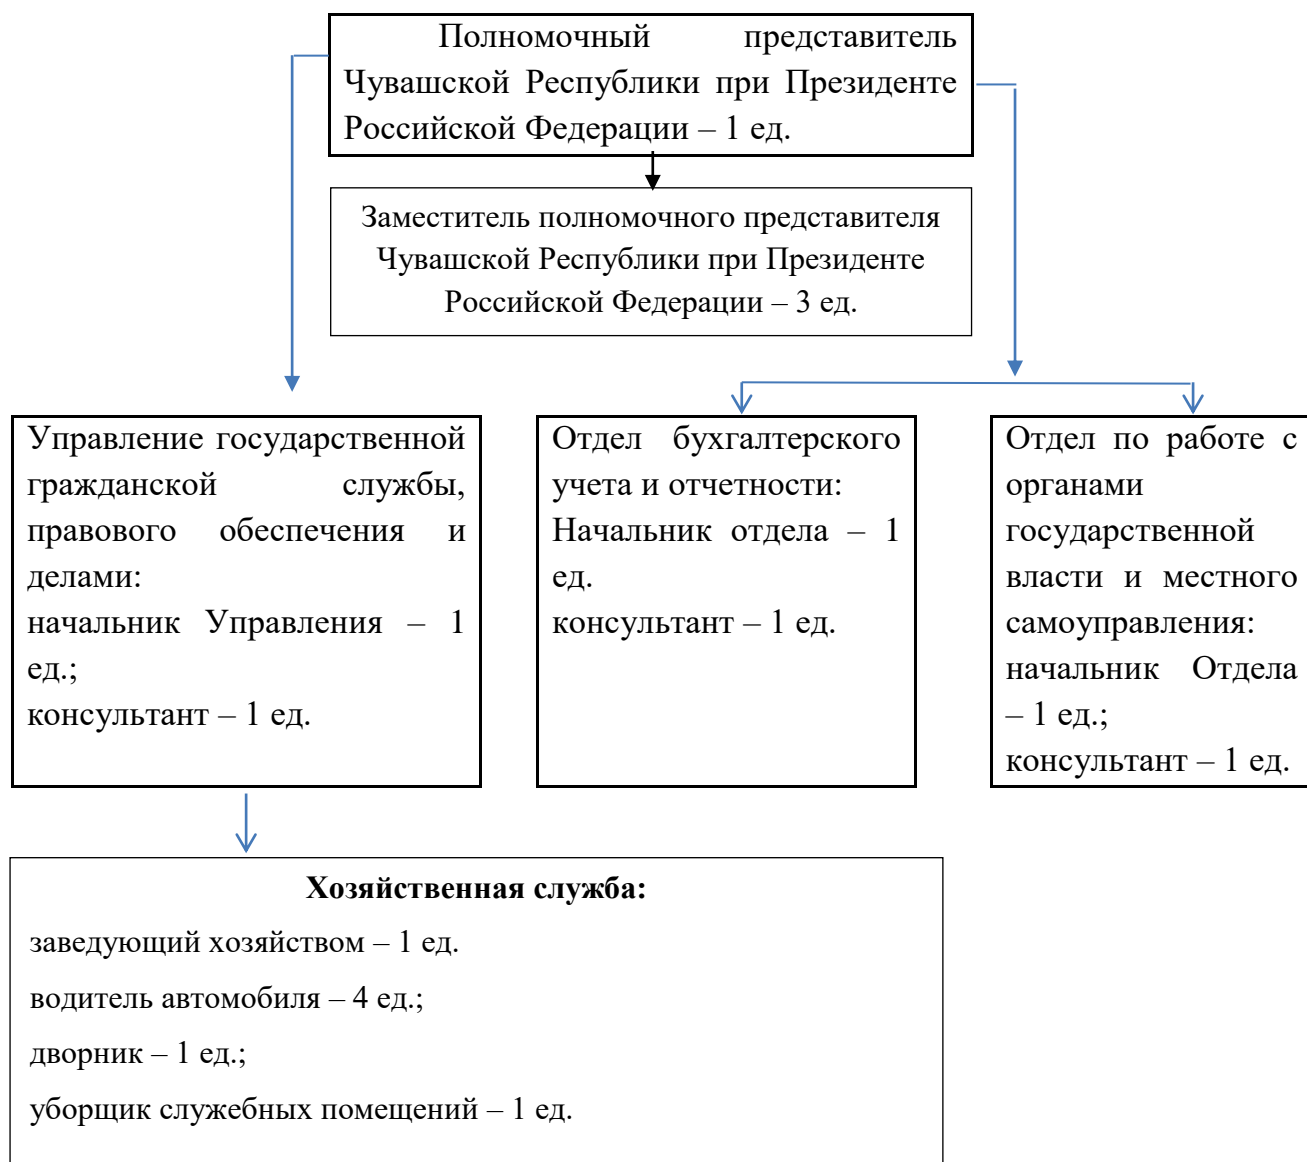 Полномочный представитель
Чувашской Республики при Президенте
Российской Федерации – 1 ед.
Заместитель полномочного представителя
Чувашской Республики при Президенте
Российской Федерации – 3 ед.
Управление государственной
гражданской службы,
правового обеспечения и
делами:
начальник Управления – 1
ед.;
консультант – 1 ед.
Отдел бухгалтерского
учета и отчетности:
Начальник отдела – 1
ед.
консультант – 1 ед.
Отдел по работе с
органами
государственной
власти и местного
самоуправления:
начальник Отдела
– 1 ед.;
консультант – 1 ед.
Хозяйственная служба:
заведующий хозяйством – 1 ед.
водитель автомобиля – 4 ед.;
дворник – 1 ед.;
уборщик служебных помещений – 1 ед.